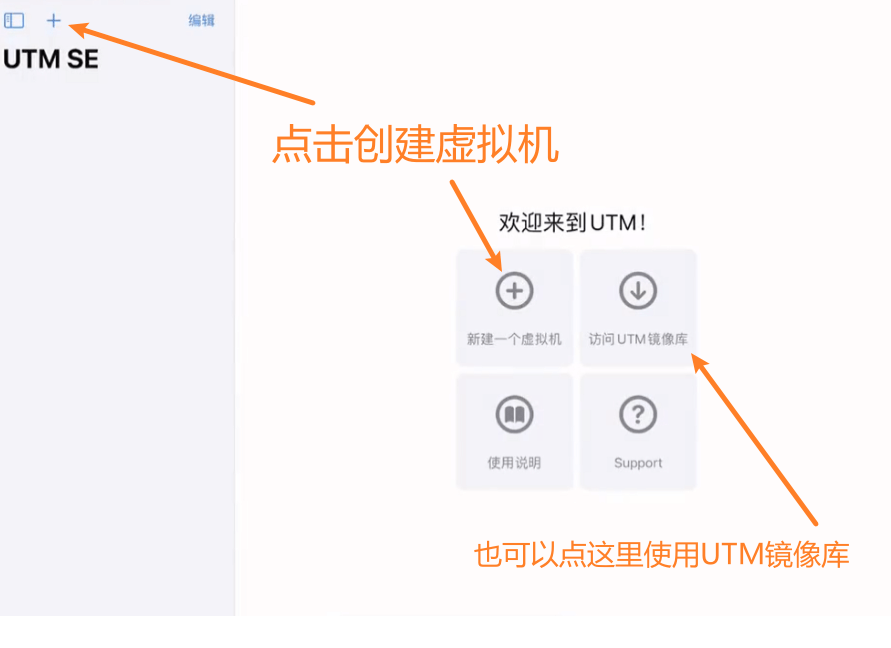 编辑
UTM SE
点击创建虚拟机
欢迎来到UTM！
新建一个虚拟机
访问UTM镜像库
使用说明
Support
也可以点这里使用UTM镜像库